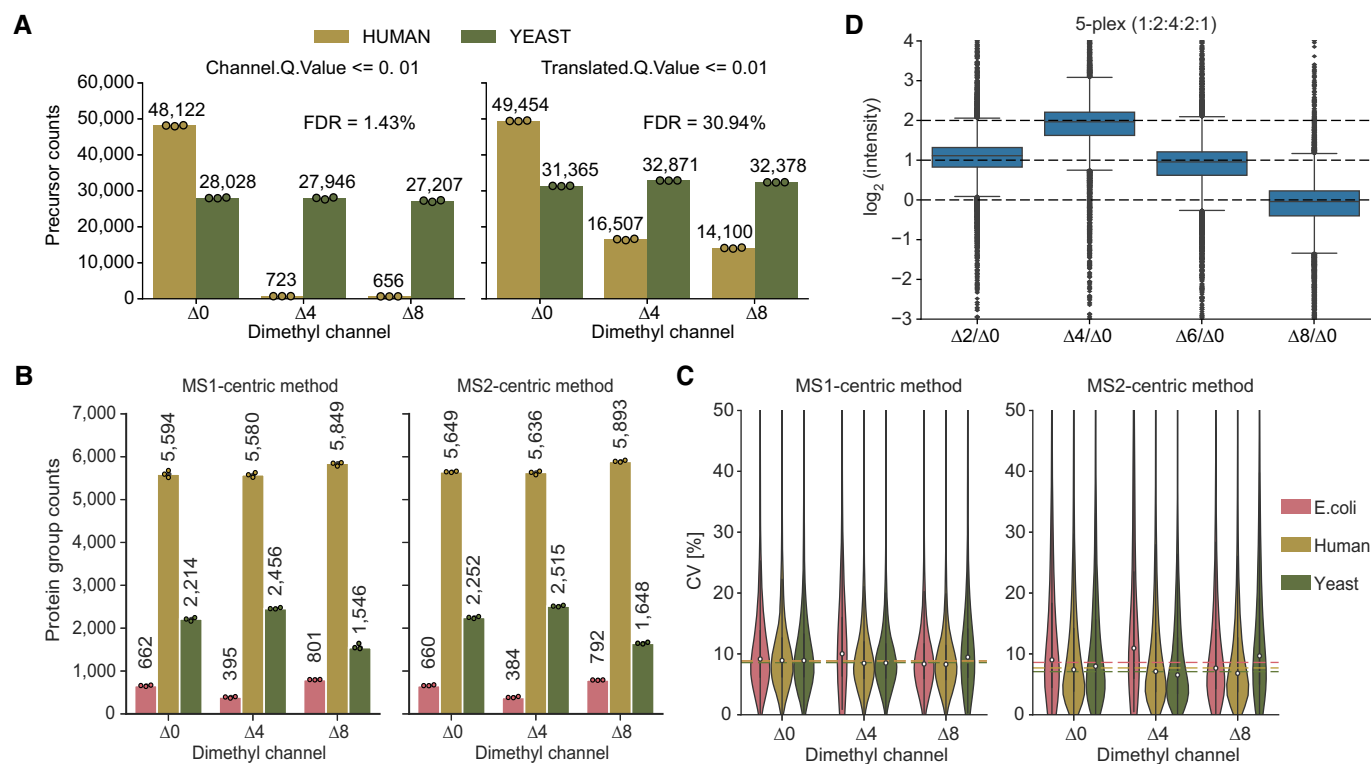 A
HUMAN YEAST
Channel.Q.Value <= 0. 01
Translated.Q.Value <= 0.01
Precursor counts
60,000
50,000
40,000
30,000
20,000
10,000
0
48,122
28,028
723
27,946
656
27,207
FDR = 1.43%
49,454
31,365
16,507
32,871
14,100
32,378
FDR = 30.94%
Δ0 Δ4 Δ8
Dimethyl channel
Δ0 Δ4 Δ8
Dimethyl channel
D
5-plex (1:2:4:2:1)
log2 (intensity)
4
3
2
1
0
−1
−2
−3
Δ2/Δ0 Δ4/Δ0 Δ6/Δ0 Δ8/Δ0
B
MS1-centric method
MS2-centric method
Protein group counts
7,000
6,000
5,000
4,000
3,000
2,000
1,000
0
662
5,594
2,214
395
5,580
2,456
801
5,849
1,546
660
5,649
2,252
384
5,636
2,515
792
5,893
1,648
Δ0 Δ4 Δ8
Dimethyl channel
Δ0 Δ4 Δ8
Dimethyl channel
C
MS1-centric method
MS2-centric method
CV [%]
50
40
30
20
10
0
50
40
30
20
10
0
Δ0 Δ4 Δ8
Dimethyl channel
Δ0 Δ4 Δ8
Dimethyl channel
E.coli
Human
Yeast